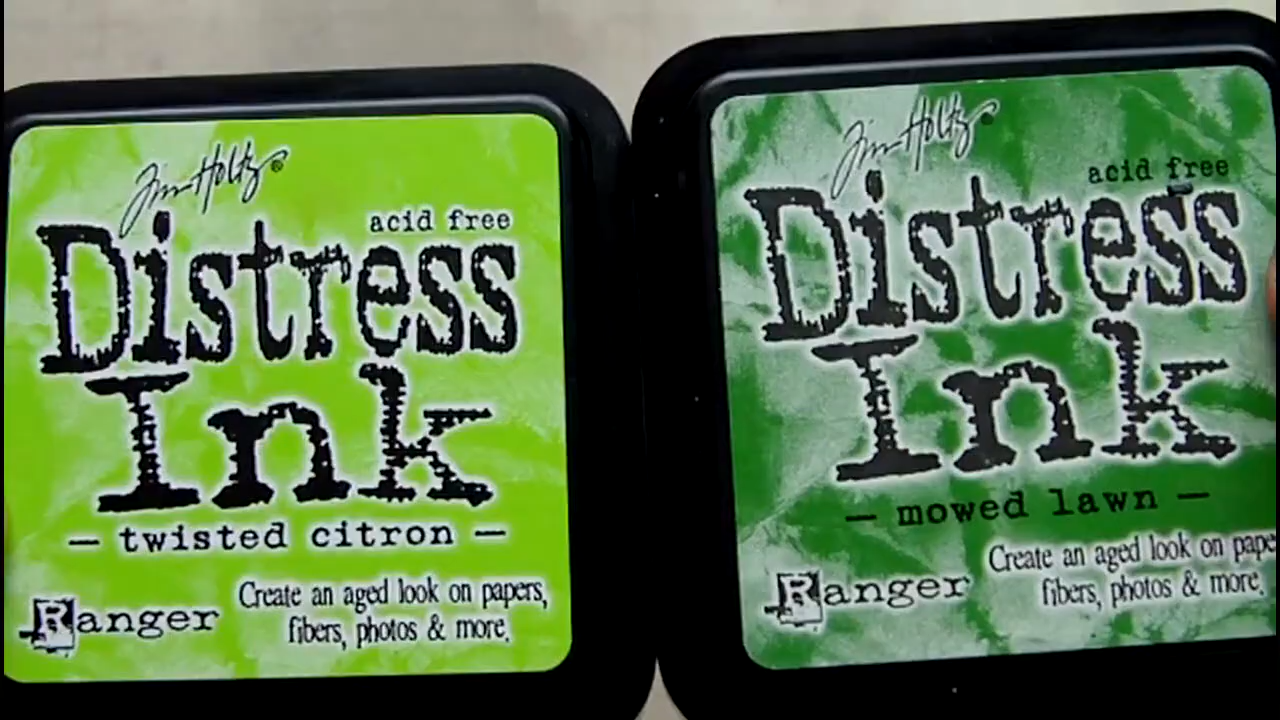 Tim Holtz®
acid free
Distress
Ink
— twisted citron —
Ranger
Create an aged look on papers,
fibers, photos & more.
Tim Holtz®
acid free
Distress
Ink
— mowed lawn —
Ranger
Create an aged look on pape
fibers, photos & more.